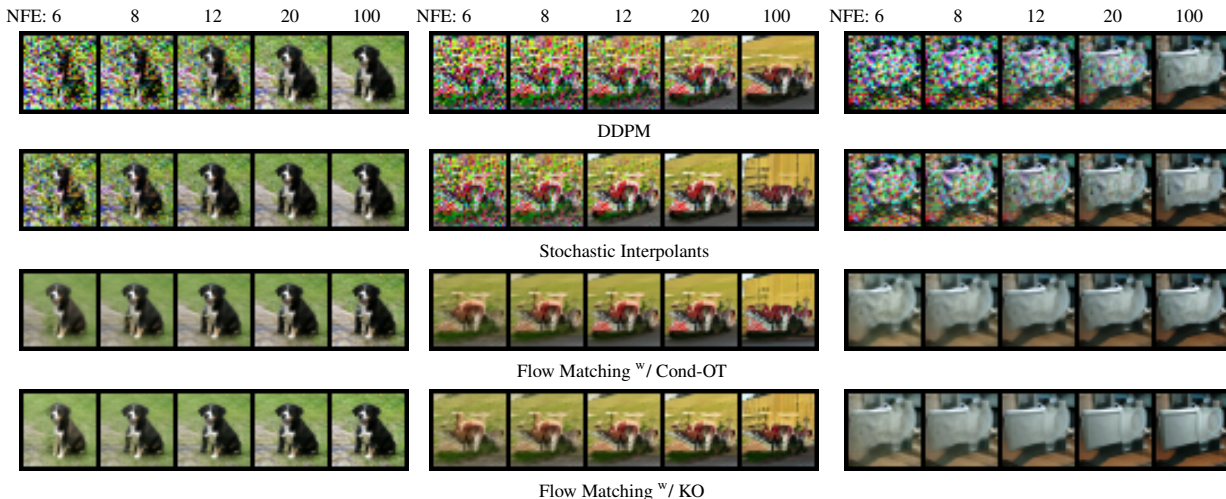 NFE: 6 8 12 20 100 NFE: 6 8 12 20 100 NFE: 6 8 12 20 100
DDPM
Stochastic Interpolants
Flow Matching w/ Cond-OT
Flow Matching w/ KO